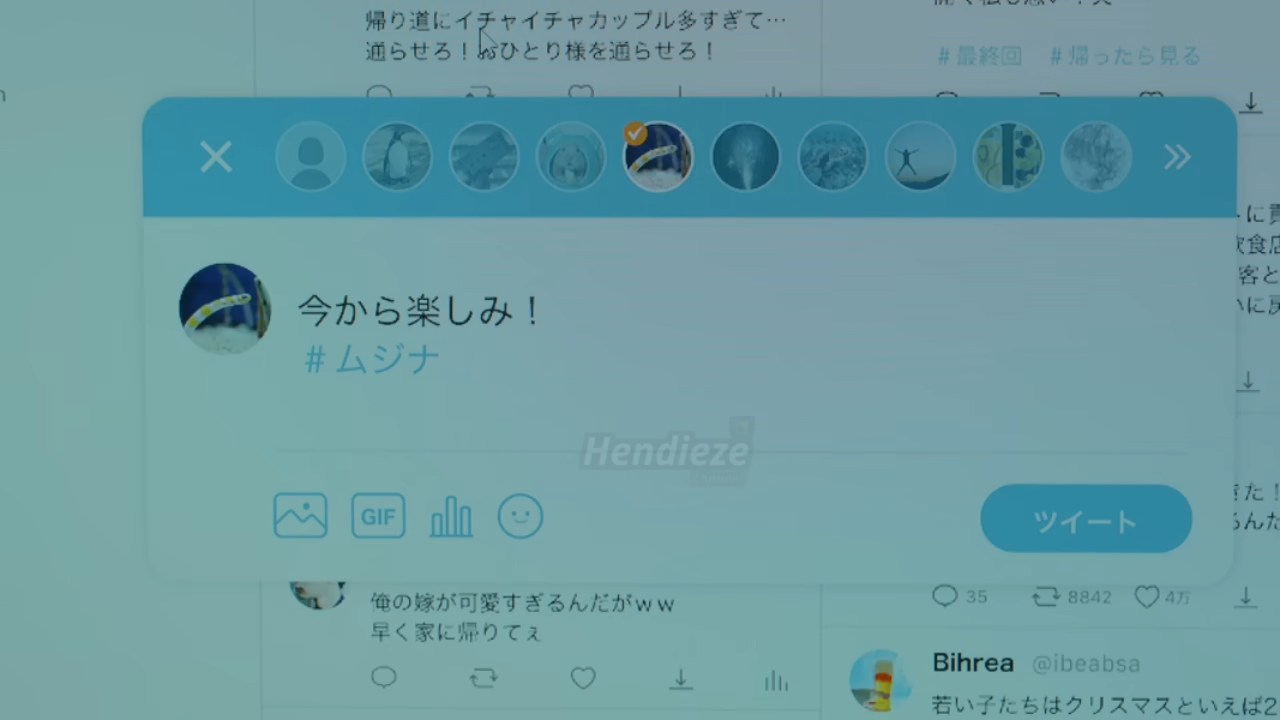 帰り道にイチャイチャカップル多すぎて…
通らせろ！おひとり様を通らせろ！
#最終回 #帰ったら見る
今から楽しみ！
#ムジナ
Hendieze
GIF
ツイート
俺の嫁が可愛すぎるんだがｗｗ
早く家に帰りてぇ
35 8842 4万
Bihrea @ibeabsa
若い子たちはクリスマスといえば2